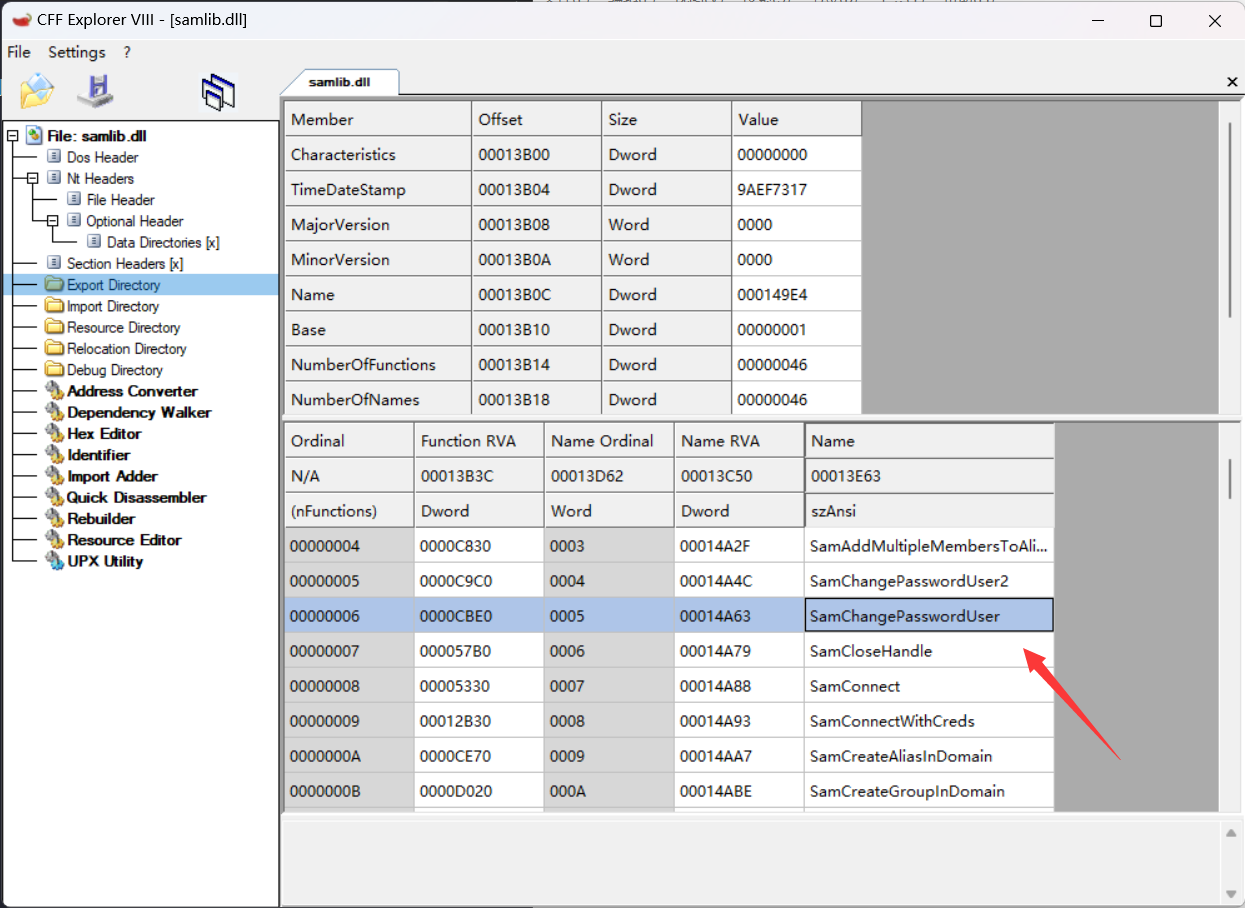 CFF Explorer VIII - [samlib.dll]
File Settings ?
samlib.dll
File: samlib.dll
Dos Header
Nt Headers
File Header
Optional Header
Data Directories [x]
Section Headers [x]
Export Directory
Import Directory
Resource Directory
Relocation Directory
Debug Directory
Address Converter
Dependency Walker
Hex Editor
Identifier
Import Adder
Quick Disassembler
Rebuilder
Resource Editor
UPX Utility
Member Offset Size Value
Characteristics 00013B00 Dword 00000000
TimeDateStamp 00013B04 Dword 9AEF7317
MajorVersion 00013B08 Word 0000
MinorVersion 00013B0A Word 0000
Name 00013B0C Dword 000149E4
Base 00013B10 Dword 00000001
NumberOfFunctions 00013B14 Dword 00000046
NumberOfNames 00013B18 Dword 00000046
Ordinal Function RVA Name Ordinal Name RVA Name
N/A 00013B3C 00013D62 00013C50 00013E63
(nFunctions) Dword Word Dword szAnsi
00000004 0000C830 0003 00014A2F SamAddMultipleMembersToAli...
00000005 0000C9C0 0004 00014A4C SamChangePasswordUser2
00000006 0000CBE0 0005 00014A63 SamChangePasswordUser
00000007 000057B0 0006 00014A79 SamCloseHandle
00000008 00005330 0007 00014A88 SamConnect
00000009 00012B30 0008 00014A93 SamConnectWithCreds
0000000A 0000CE70 0009 00014AA7 SamCreateAliasInDomain
0000000B 0000D020 000A 00014ABE SamCreateGroupInDomain